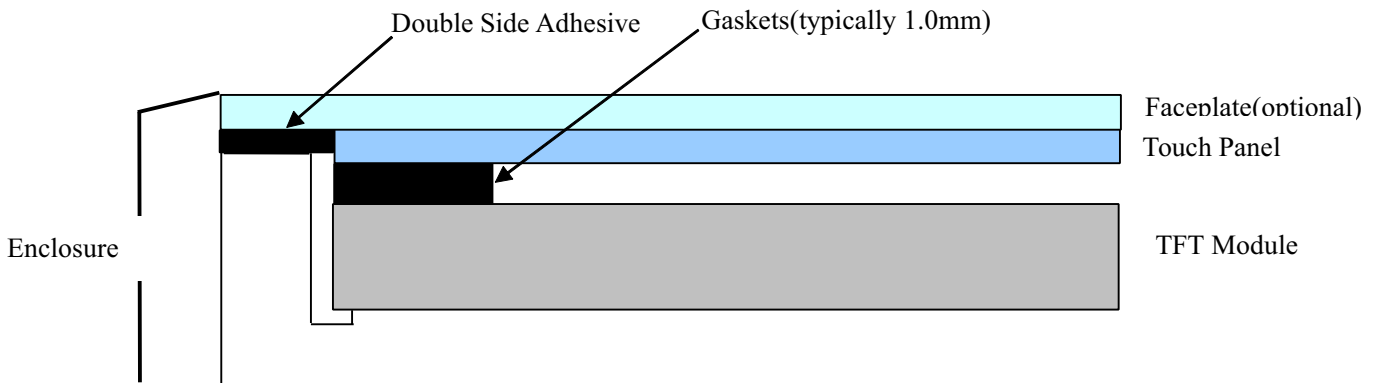 Double Side Adhesive
Gaskets(typically 1.0mm)
Faceplate(optional)
Touch Panel
Enclosure
TFT Module